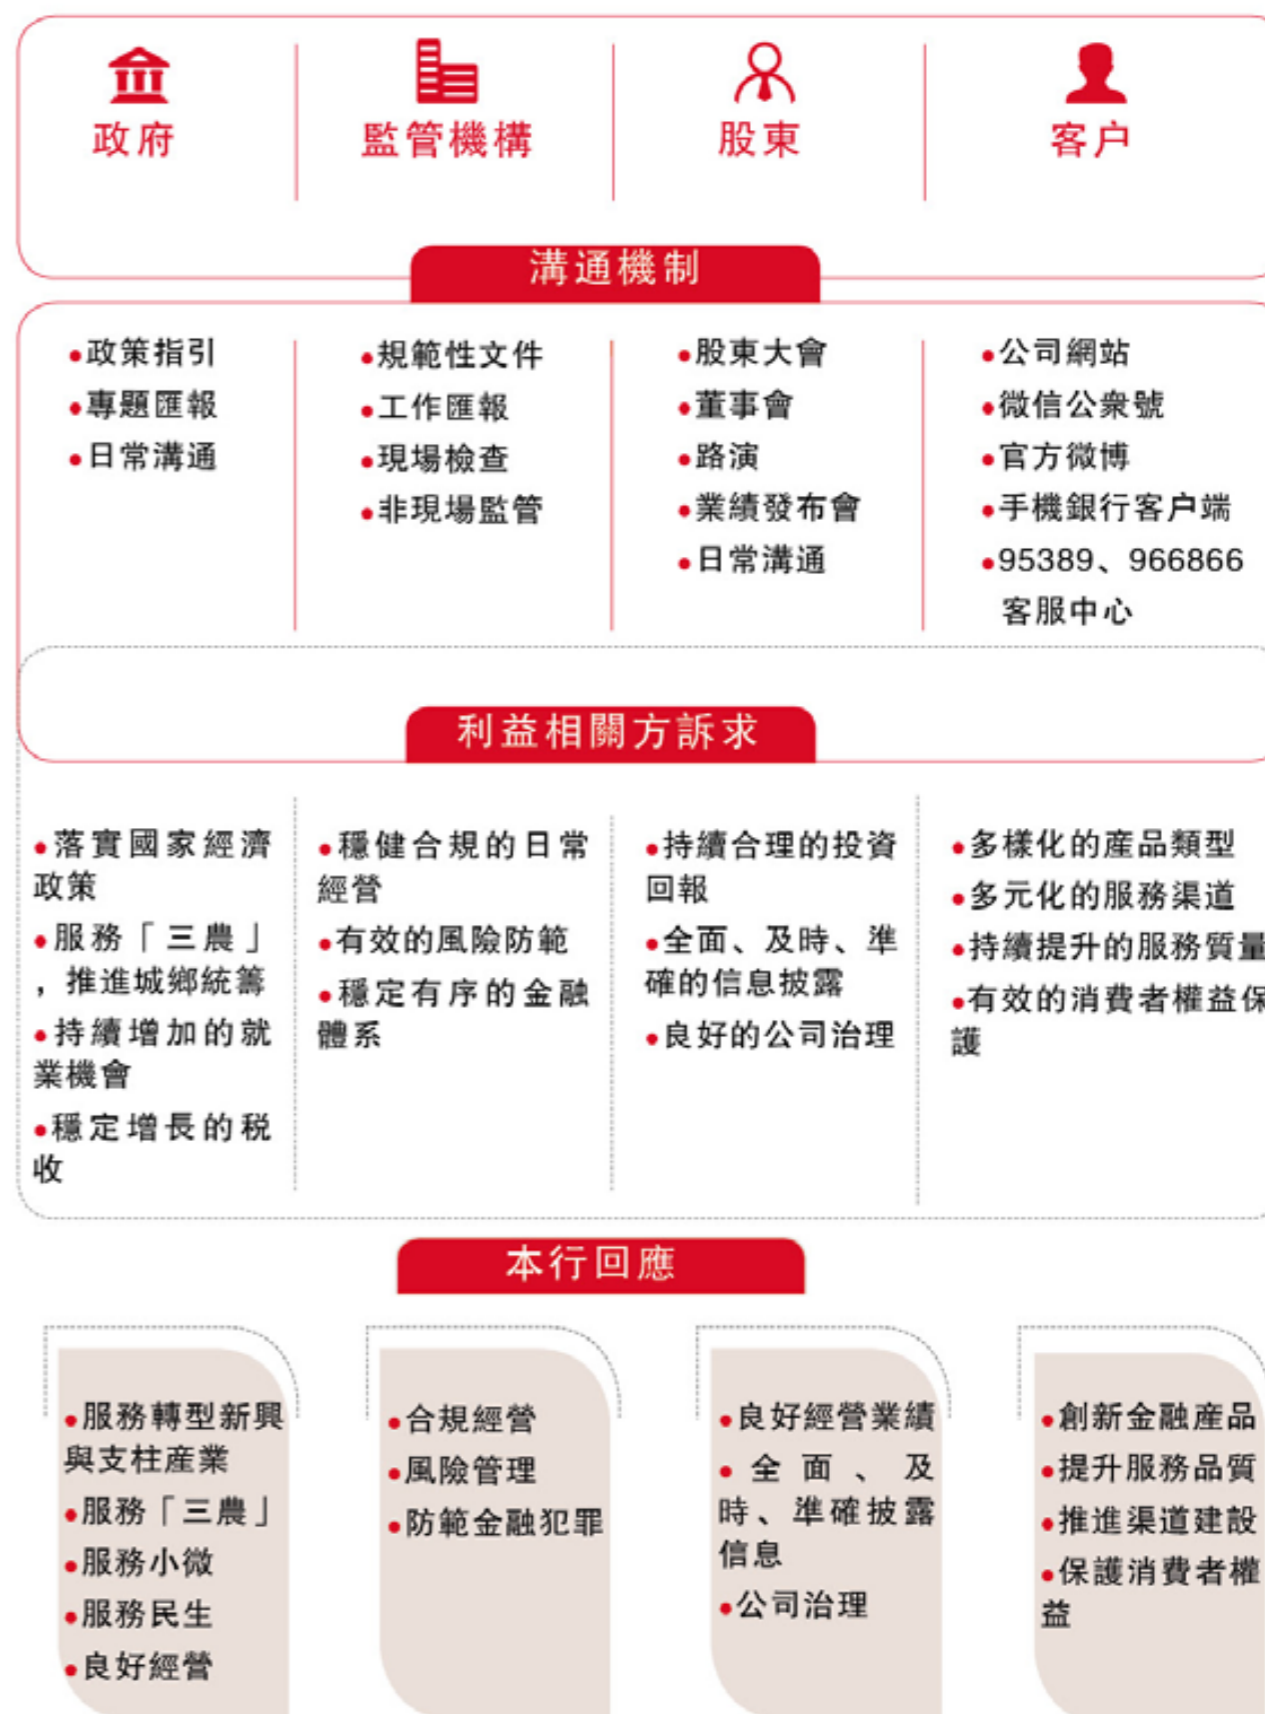 政府
監管機構
股東
客户
溝通機制
•政策指引
•專題匯報
•日常溝通
•規範性文件
•工作匯報
•現場檢查
•非現場監管
•股東大會
•董事會
•路演
•業績發布會
•日常溝通
•公司網站
•微信公衆號
•官方微博
•手機銀行客户端
•95389、966866
客服中心
利益相關方訴求
•落實國家經濟
政策
•服務「三農」
，推進城鄉統籌
•持續增加的就
業機會
•穩定增長的税
收
•穩健合規的日常
經營
•有效的風險防範
•穩定有序的金融
體系
•持續合理的投資
回報
•全面、及時、準
確的信息披露
•良好的公司治理
•多樣化的産品類型
•多元化的服務渠道
•持續提升的服務質量
•有效的消費者權益保
護
本行回應
•服務轉型新興
與支柱産業
•服務「三農」
•服務小微
•服務民生
•良好經營
•合規經營
•風險管理
•防範金融犯罪
•良好經營業績
•全面、及
時、準確披露
信息
•公司治理
•創新金融産品
•提升服務品質
•推進渠道建設
•保護消費者權
益